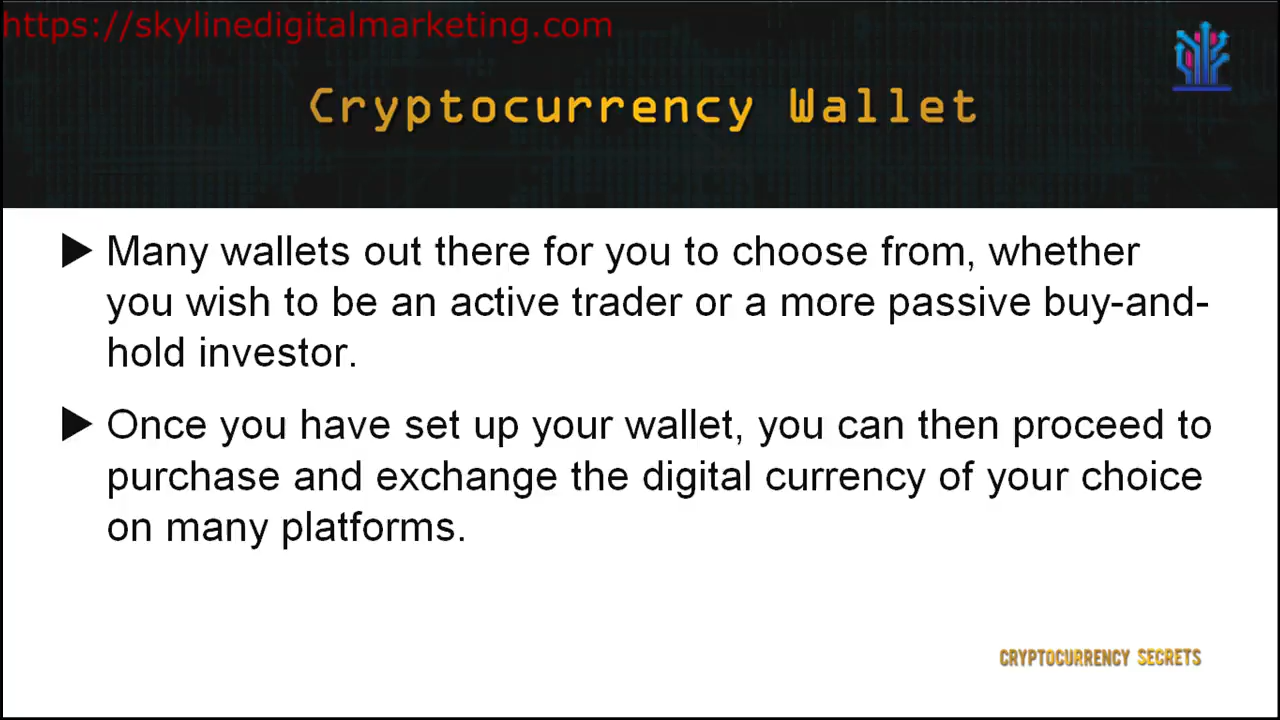 https://skylinedigitalmarketing.com
Cryptocurrency Wallet
Many wallets out there for you to choose from, whether
you wish to be an active trader or a more passive buy-and-
hold investor.
Once you have set up your wallet, you can then proceed to
purchase and exchange the digital currency of your choice
on many platforms.
CRYPTOCURRENCY SECRETS